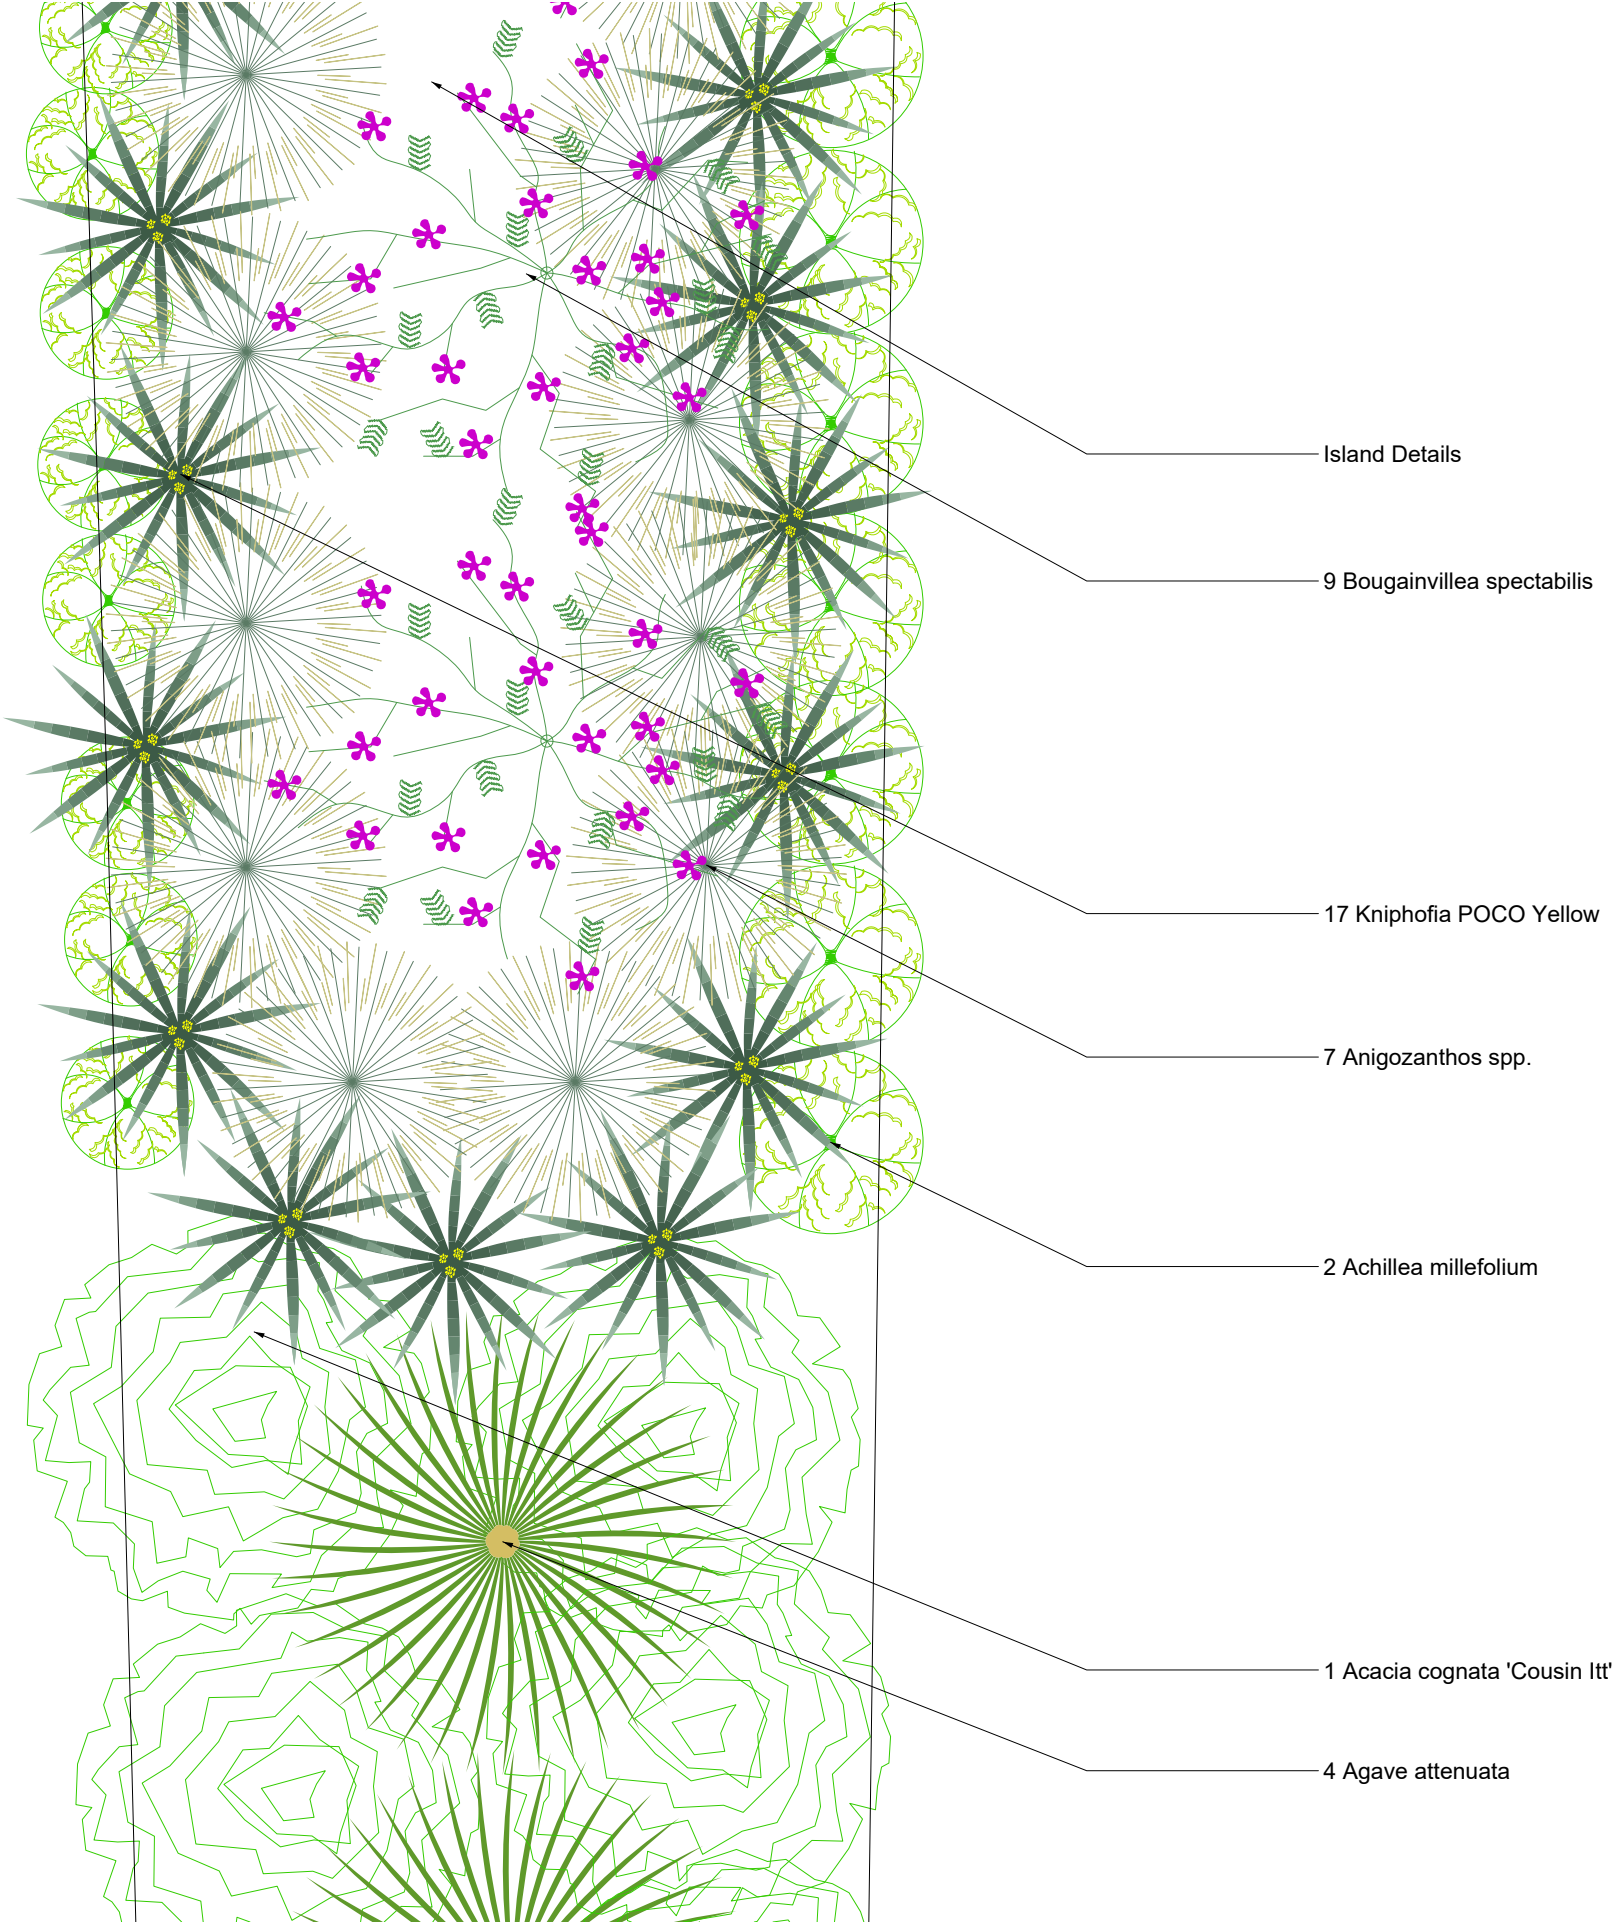 Island Details
9 Bougainvillea spectabilis
17 Kniphofia POCO Yellow
7 Anigozanthos spp.
2 Achillea millefolium
1 Acacia cognata 'Cousin Itt'
4 Agave attenuata